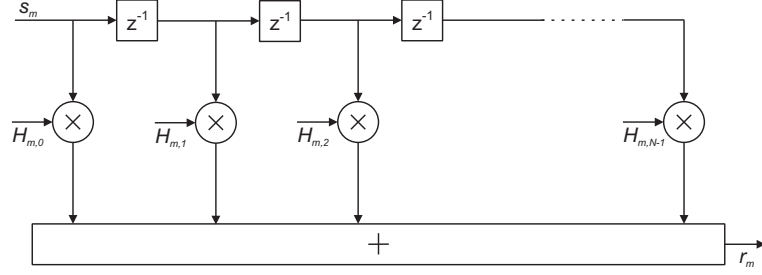 s_m z⁻¹ z⁻¹ z⁻¹
× × × ×
H_m,0 H_m,1 H_m,2 H_m,N-1
+
r_m